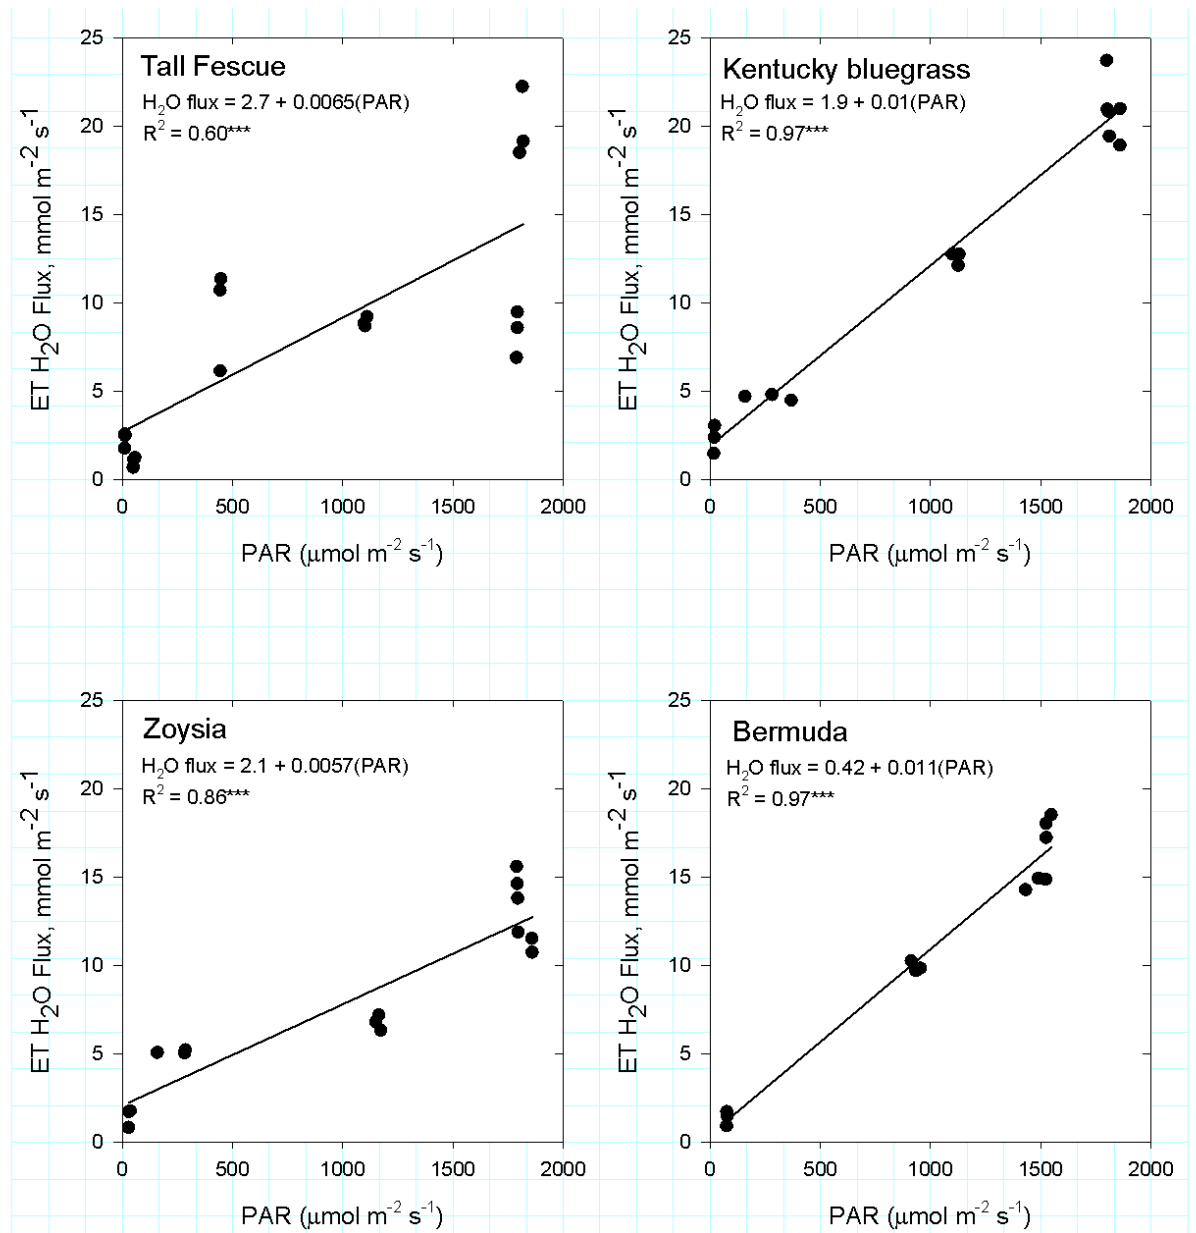 Tall Fescue
H₂O flux = 2.7 + 0.0065(PAR)
R² = 0.60***
ET H₂O Flux, mmol m⁻² s⁻¹
25
20
15
10
5
0
0 500 1000 1500 2000
PAR (μmol m⁻² s⁻¹)
Kentucky bluegrass
H₂O flux = 1.9 + 0.01(PAR)
R² = 0.97***
ET H₂O Flux, mmol m⁻² s⁻¹
25
20
15
10
5
0
0 500 1000 1500 2000
PAR (μmol m⁻² s⁻¹)
Zoysia
H₂O flux = 2.1 + 0.0057(PAR)
R² = 0.86***
ET H₂O Flux, mmol m⁻² s⁻¹
25
20
15
10
5
0
0 500 1000 1500 2000
PAR (μmol m⁻² s⁻¹)
Bermuda
H₂O flux = 0.42 + 0.011(PAR)
R² = 0.97***
ET H₂O Flux, mmol m⁻² s⁻¹
25
20
15
10
5
0
0 500 1000 1500 2000
PAR (μmol m⁻² s⁻¹)